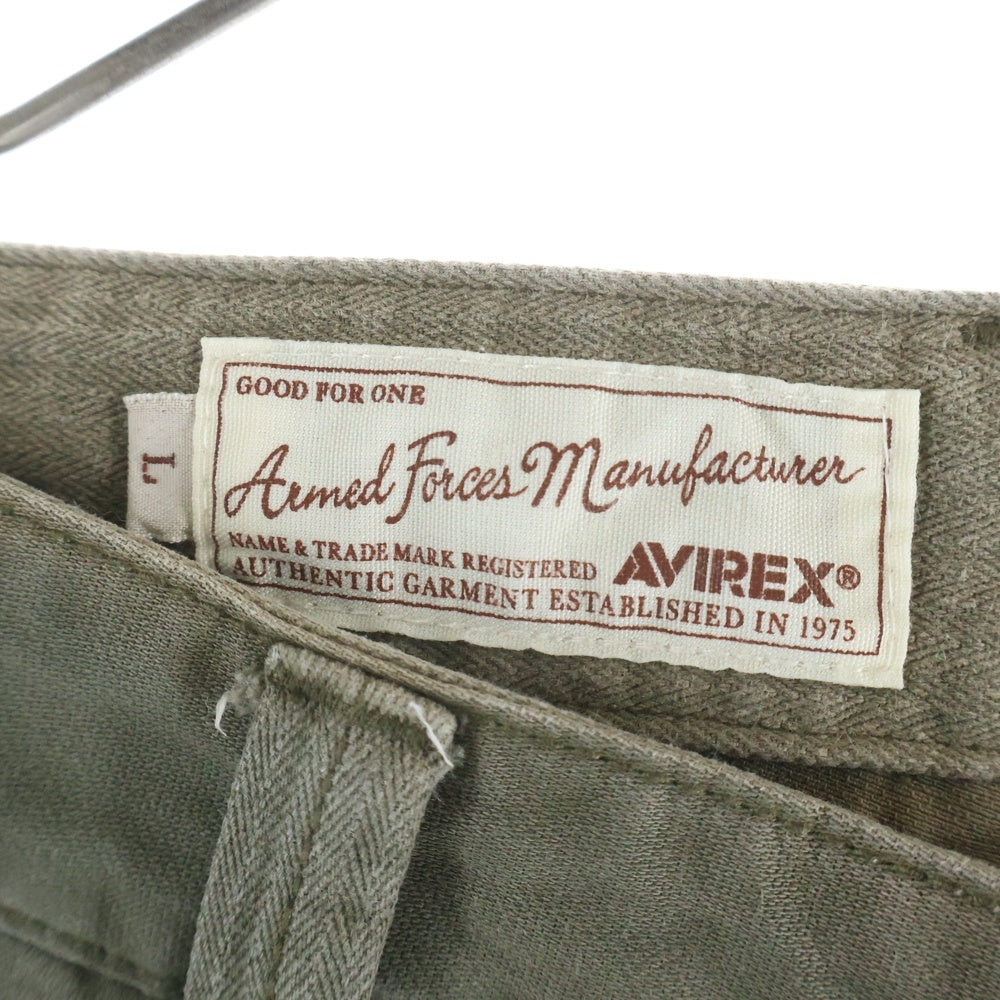 L
GOOD FOR ONE
Armed Forces Manufacturer
NAME & TRADE MARK REGISTERED AVIREX®
AUTHENTIC GARMENT ESTABLISHED IN 1975